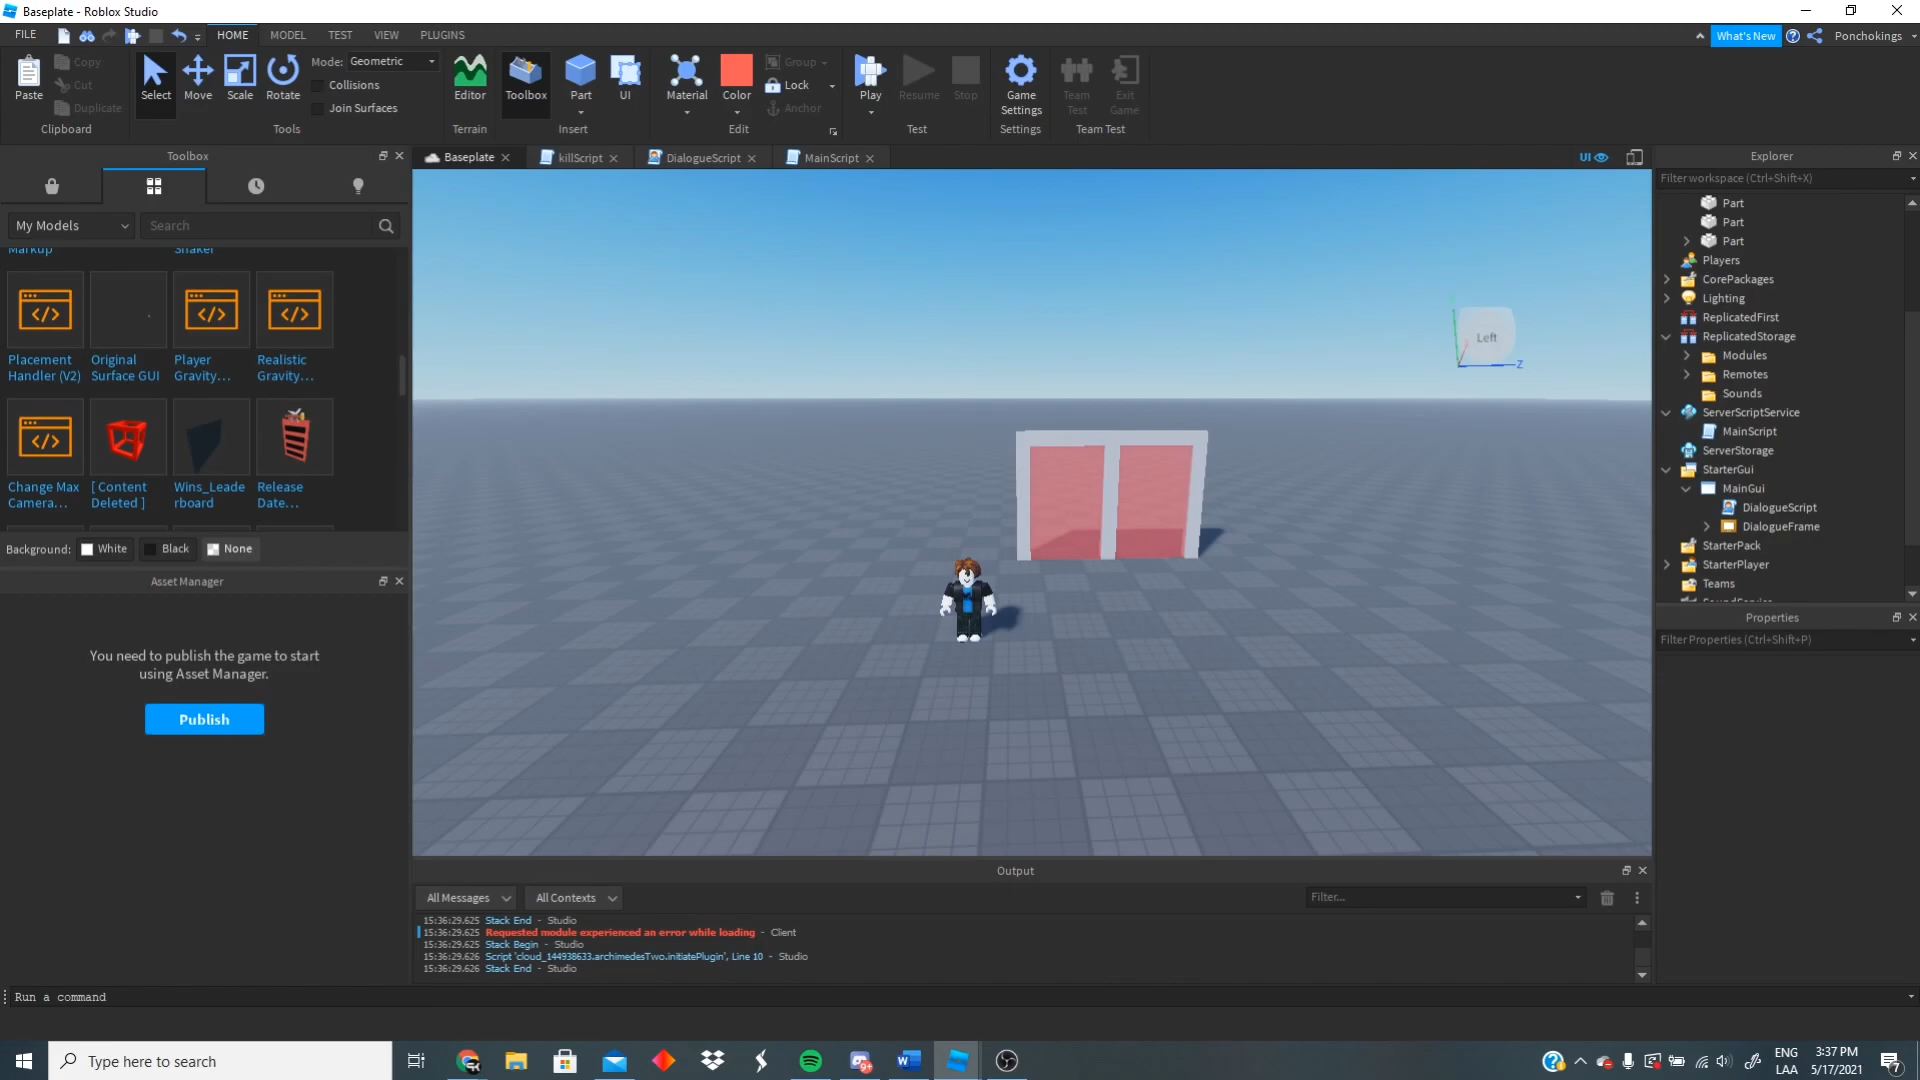 Baseplate - Roblox Studio
FILE
HOME
MODEL
TEST
VIEW
PLUGINS
What's New
Ponchokings
Paste
Copy
Cut
Duplicate
Clipboard
Select
Move
Scale
Rotate
Mode: Geometric
Collisions
Join Surfaces
Tools
Editor
Terrain
Toolbox
Part
UI
Insert
Material
Color
Group
Lock
Anchor
Edit
Play
Resume
Stop
Test
Game
Settings
Settings
Team
Test
Exit
Game
Team Test
Toolbox
My Models
Search
Markup
Shaker
Placement
Handler (V2)
Original
Surface GUI
Player
Gravity...
Realistic
Gravity...
Change Max
Camera...
[ Content
Deleted ]
Wins_Leade
rboard
Release
Date...
Background: White Black None
Asset Manager
You need to publish the game to start
using Asset Manager.
Publish
Baseplate
killScript
DialogueScript
MainScript
UI
Left
Z
Output
All Messages
All Contexts
Filter...
15:36:29.625 Stack End - Studio
15:36:29.625 Requested module experienced an error while loading - Client
15:36:29.625 Stack Begin - Studio
15:36:29.626 Script 'cloud_144938633.archimedesTwo.initiatePlugin', Line 10 - Studio
15:36:29.626 Stack End - Studio
Run a command
Explorer
Filter workspace (Ctrl+Shift+X)
Part
Part
Part
Players
CorePackages
Lighting
ReplicatedFirst
ReplicatedStorage
Modules
Remotes
Sounds
ServerScriptService
MainScript
ServerStorage
StarterGui
MainGui
DialogueScript
DialogueFrame
StarterPack
StarterPlayer
Teams
SoundService
Properties
Filter Properties (Ctrl+Shift+P)
Type here to search
9+
ENG
LAA
3:37 PM
5/17/2021
7